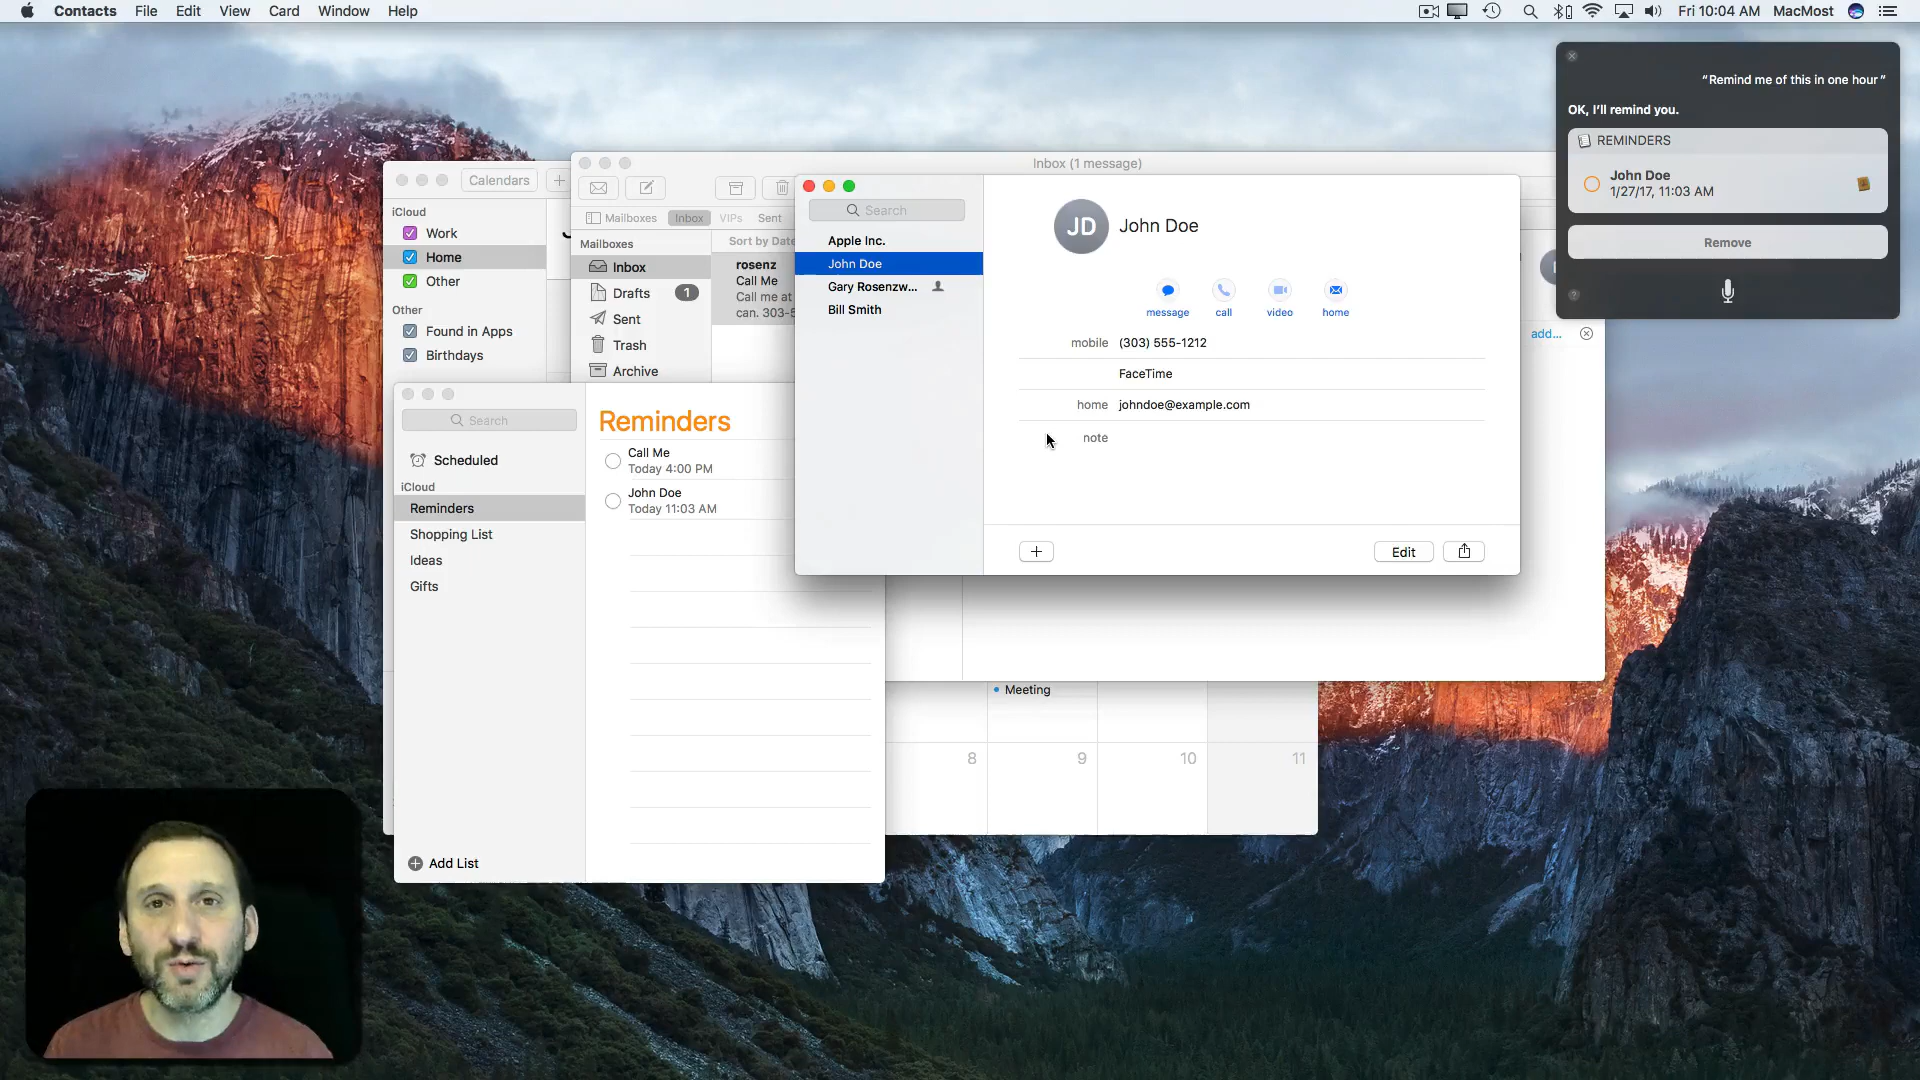 Contacts File Edit View Card Window Help
Fri 10:04 AM MacMost
"Remind me of this in one hour"
OK, I'll remind you.
REMINDERS
John Doe
1/27/17, 11:03 AM
Remove
?
Calendars
iCloud
Work
Home
Other
Other
Found in Apps
Birthdays
Inbox (1 message)
Mailboxes Inbox VIPs Sent
Mailboxes
Inbox
Drafts 1
Sent
Trash
Archive
Sort by Date
rosenz
Call Me
Call me at
can. 303-5
add...
Search
Apple Inc.
John Doe
Gary Rosenzw...
Bill Smith
JD John Doe
message call video home
mobile (303) 555-1212
FaceTime
home johndoe@example.com
note
Edit
Search
Scheduled
iCloud
Reminders
Shopping List
Ideas
Gifts
Add List
Reminders
Call Me
Today 4:00 PM
John Doe
Today 11:03 AM
Meeting
8 9 10 11